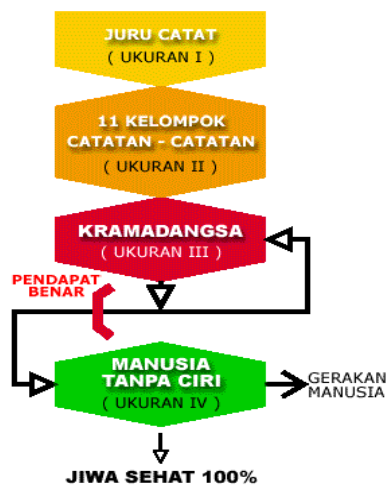 JURU CATAT
( UKURAN I )
11 KELOMPOK
CATATAN - CATATAN
( UKURAN II )
KRAMADANGSA
( UKURAN III )
PENDAPAT
BENAR
MANUSIA
TANPA CIRI
( UKURAN IV )
GERAKAN
MANUSIA
JIWA SEHAT 100%